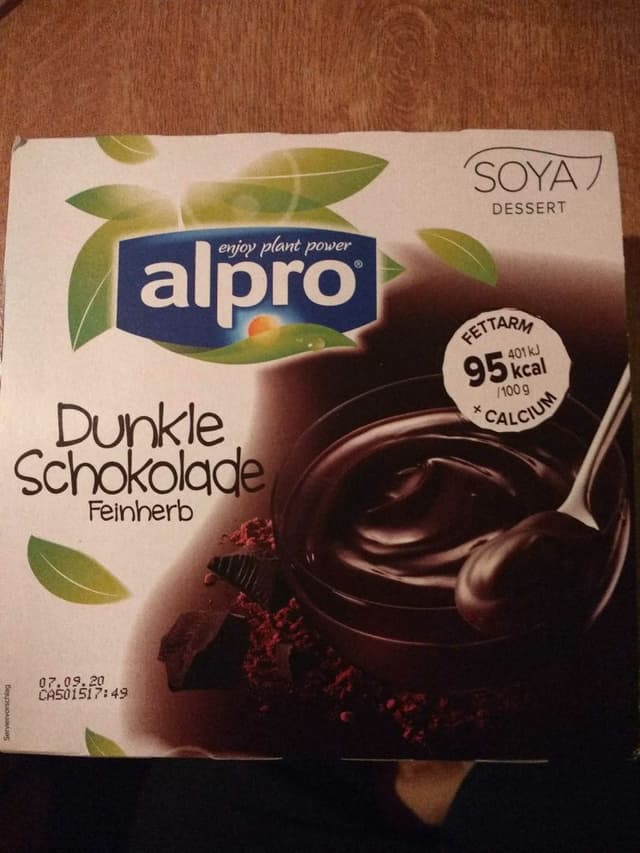 SOYA
DESSERT
enjoy plant power
alpro®
FETTARM
401 kJ
95 kcal
/100 g
+ CALCIUM
Dunkle
Schokolade
Feinherb
07.09.20
CA501517:49
Serviervorschlag